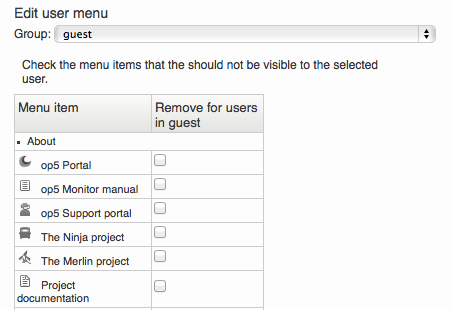 Edit user menu
Group: guest
Check the menu items that the should not be visible to the selected
user.
Menu item
Remove for users
in guest
About
op5 Portal
op5 Monitor manual
op5 Support portal
The Ninja project
The Merlin project
Project
documentation